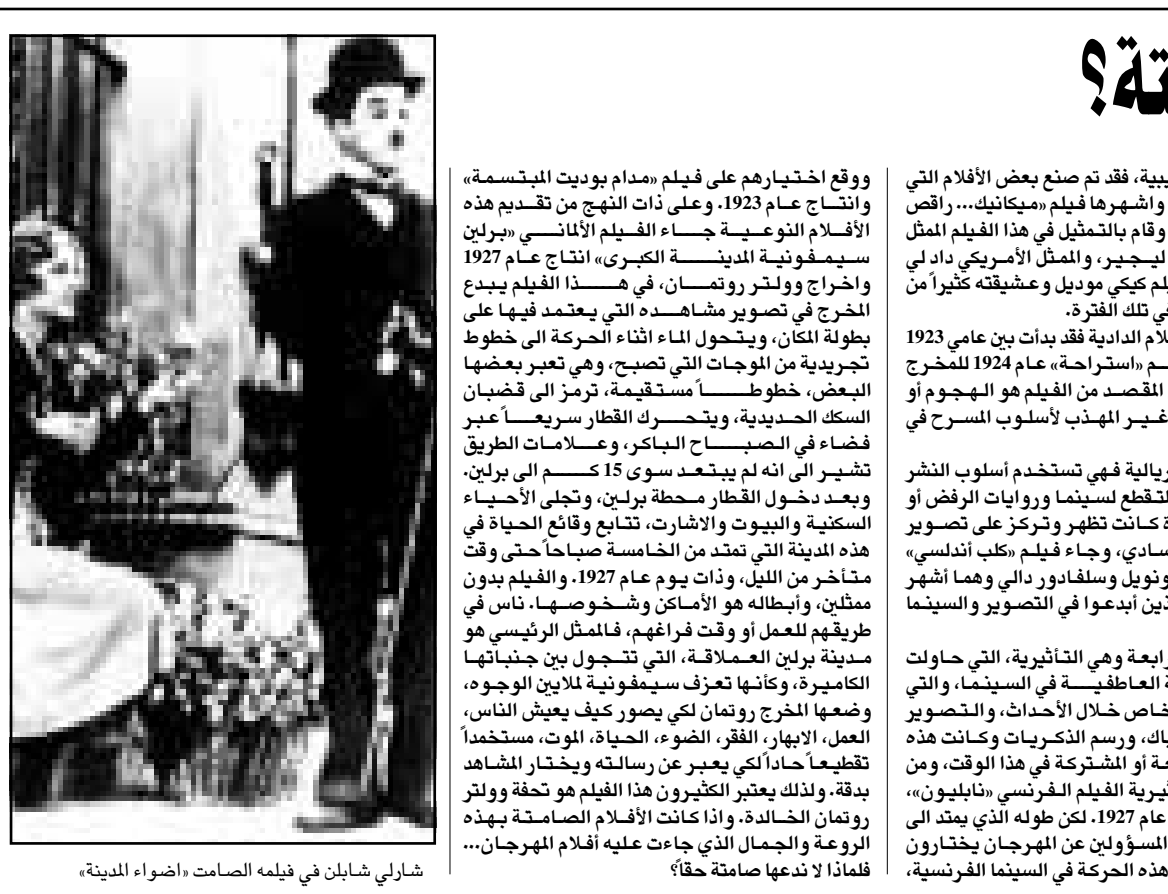 تة؟
يبية، فقد تم صنع بعض الأفلام التي
واشهرها فيلم «ميكانيك... راقص
وقام بالتمثيل في هذا الفيلم الممثل
ليجير، والممثل الأمريكي داد لي
يلم كيكي موديل وعشيقته كثيراً من
في تلك الفترة.
لام الدادية فقد بدأت بين عامي 1923
ـم «استراحة» عام 1924 للمخرج
المقصد من الفيلم هو الهجوم أو
غير المهذب لأسلوب المسرح في
ريالية فهي تستخدم أسلوب النشر
لتقطع لسينما وروايات الرفض أو
ة كانت تظهر وتركز على تصوير
سادي، وجاء فيلم «كلب أندلسي»
ونويل وسلفادور دالي وهما أشهر
ذين أبدعوا في التصوير والسينما
رابعة وهي التأثيرية، التي حاولت
ة العاطفيـة في السينما، والتي
خاص خلال الأحداث، والتصوير
باك، ورسم الذكريات وكانت هذه
حة أو المشتركة في هذا الوقت، ومن
ثيرية الفيلم الفرنسي «نابليون»،
عام 1927. لكن طوله الذي يمتد الى
المسؤولين عن المهرجان يختارون
هذه الحركة في السينما الفرنسية،
ووقع اختيارهم على فيلم «مدام بوديت المبتسمة»
وانتاج عام 1923. وعلى ذات النهج من تقديم هذه
الأفلام النوعية جاء الفيلم الألماني «برلين
سيمفونية المدينة الكبرى» انتاج عام 1927
واخراج وولتر روتمان، في هذا الفيلم يبدع
المخرج في تصوير مشاهده التي يعتمد فيها على
بطولة المكان، ويتحول الماء اثناء الحركة الى خطوط
تجريدية من الموجات التي تصبح، وهي تعبر بعضها
البعض، خطوطاً مستقيمة، ترمز الى قضبان
السكك الحديدية، ويتحرك القطار سريعاً عبر
فضاء في الصباح الباكر، وعلامات الطريق
تشير الى انه لم يبتعد سوى 15 كم الى برلين.
وبعد دخول القطار محطة برلين، وتجلى الأحياء
السكنية والبيوت والاشارت، تتابع وقائع الحياة في
هذه المدينة التي تمتد من الخامسة صباحاً حتى وقت
متأخر من الليل، وذات يوم عام 1927. والفيلم بدون
ممثلين، وأبطاله هو الأماكن وشخوصها. ناس في
طريقهم للعمل أو وقت فراغهم، فالممثل الرئيسي هو
مدينة برلين العملاقة، التي تتجول بين جنباتها
الكاميرة، وكأنها تعزف سيمفونية لملايين الوجوه،
وضعها المخرج روتمان لكي يصور كيف يعيش الناس،
العمل، الابهار، الفقر، الضوء، الحياة، الموت، مستخدماً
تقطيعاً حاداً لكي يعبر عن رسالته ويختار المشاهد
بدقة. ولذلك يعتبر الكثيرون هذا الفيلم هو تحفة وولتر
روتمان الخالدة. واذا كانت الأفلام الصامتة بهذه
الروعة والجمال الذي جاءت عليه أفلام المهرجان...
فلماذا لا ندعها صامتة حقاً؟
شارلي شابلن في فيلمه الصامت «اضواء المدينة»